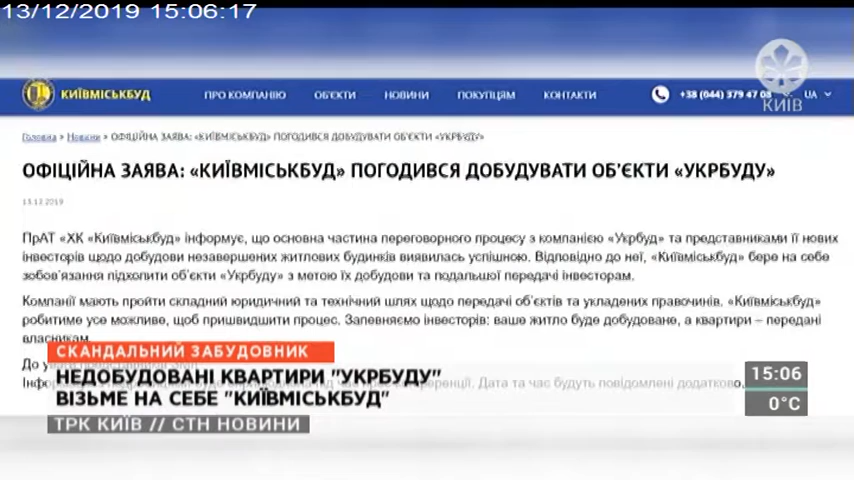 13/12/2019 15:06:17
КИЇВМІСЬКБУД ПРО КОМПАНІЮ ОБ'ЄКТИ НОВИНИ ПОКУПЦЯМ КОНТАКТИ +38 (044) 379 47 08 UA
КИЇВ
Головна » Новини » ОФІЦІЙНА ЗАЯВА: «КИЇВМІСЬКБУД» ПОГОДИВСЯ ДОБУДУВАТИ ОБ'ЄКТИ «УКРБУДУ»
ОФІЦІЙНА ЗАЯВА: «КИЇВМІСЬКБУД» ПОГОДИВСЯ ДОБУДУВАТИ ОБ'ЄКТИ «УКРБУДУ»
13.12.2019
ПрАТ «ХК «Київміськбуд» інформує, що основна частина переговорного процесу з компанією «Укрбуд» та представниками її нових
інвесторів щодо добудови незавершених житлових будинків виявилась успішною. Відповідно до неї, «Київміськбуд» бере на себе
зобов'язання підхопити об'єкти «Укрбуду» з метою їх добудови та подальшої передачі інвесторам.
Компанії мають пройти складний юридичний та технічний шлях щодо передачі об'єктів та укладених правочинів. «Київміськбуд»
робитиме усе можливе, щоб пришвидшити процес. Запевняємо інвесторів: ваше житло буде добудоване, а квартири – передані
власникам.
До
конференції. Дата та час будуть повідомлені додатково,
СКАНДАЛЬНИЙ ЗАБУДОВНИК
НЕДОБУДОВАНІ КВАРТИРИ "УКРБУДУ"
ВІЗЬМЕ НА СЕБЕ "КИЇВМІСЬКБУД"
ТРК КИЇВ // СТН НОВИНИ
15:06
0°C